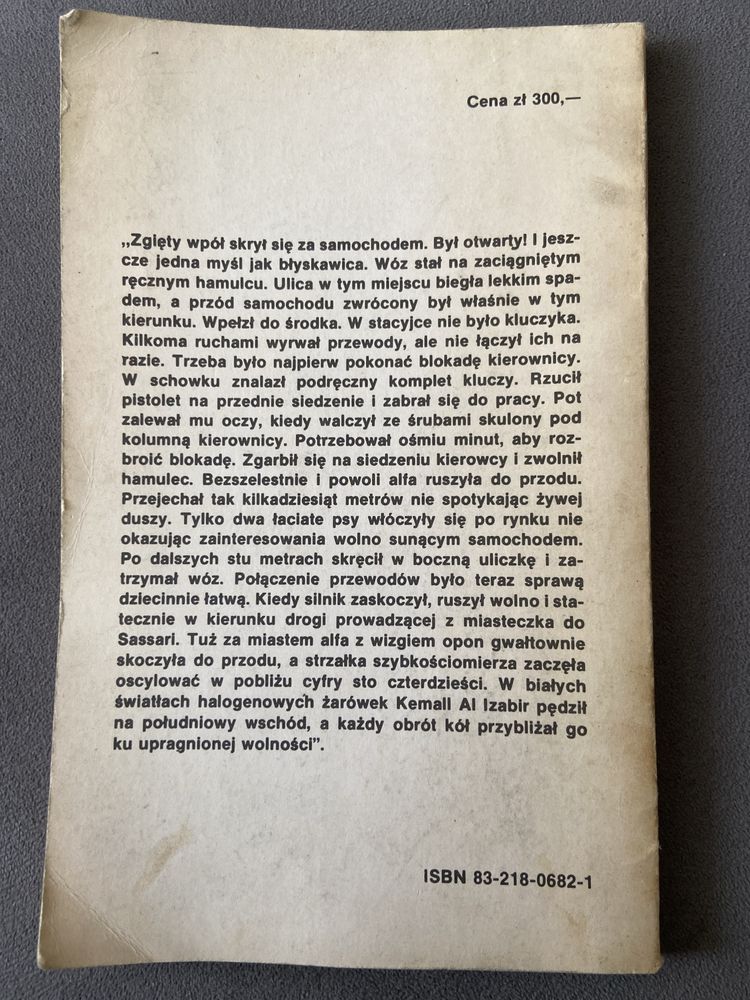 Cena zł 300,—
„Zgięty wpół skrył się za samochodem. Był otwarty! I jesz-
cze jedna myśl jak błyskawica. Wóz stał na zaciągniętym
ręcznym hamulcu. Ulica w tym miejscu biegła lekkim spa-
dem, a przód samochodu zwrócony był właśnie w tym
kierunku. Wpełzł do środka. W stacyjce nie było kluczyka.
Kilkoma ruchami wyrwał przewody, ale nie łączył ich na
razie. Trzeba było najpierw pokonać blokadę kierownicy.
W schowku znalazł podręczny komplet kluczy. Rzucił
pistolet na przednie siedzenie i zabrał się do pracy. Pot
zalewał mu oczy, kiedy walczył ze śrubami skulony pod
kolumną kierownicy. Potrzebował ośmiu minut, aby roz-
broić blokadę. Zgarbił się na siedzeniu kierowcy i zwolnił
hamulec. Bezszelestnie i powoli alfa ruszyła do przodu.
Przejechał tak kilkadziesiąt metrów nie spotykając żywej
duszy. Tylko dwa łaciate psy włóczyły się po rynku nie
okazując zainteresowania wolno sunącym samochodem.
Po dalszych stu metrach skręcił w boczną uliczkę i za-
trzymał wóz. Połączenie przewodów było teraz sprawą
dziecinnie łatwą. Kiedy silnik zaskoczył, ruszył wolno i sta-
tecznie w kierunku drogi prowadzącej z miasteczka do
Sassari. Tuż za miastem alfa z wizgiem opon gwałtownie
skoczyła do przodu, a strzałka szybkościomierza zaczęła
oscylować w pobliżu cyfry sto czterdzieści. W białych
światłach halogenowych żarówek Kemall Al Izabir pędził
na południowy wschód, a każdy obrót kół przybliżał go
ku upragnionej wolności”.
ISBN 83-218-0682-1